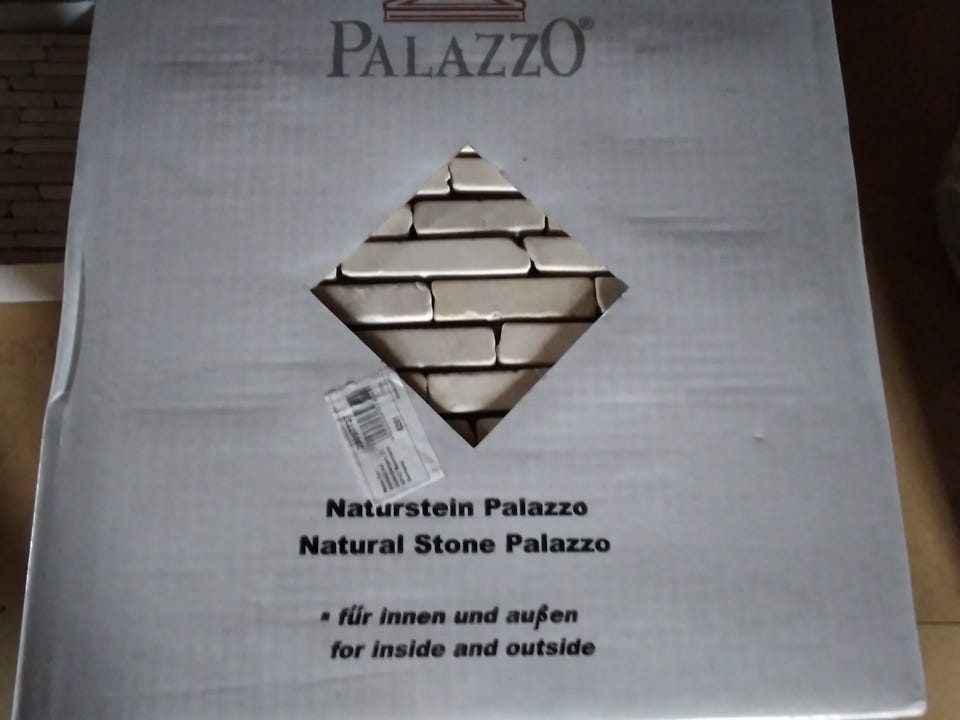 PALAZZO®
Naturstein Palazzo
Natural Stone Palazzo
▪ für innen und außen
for inside and outside